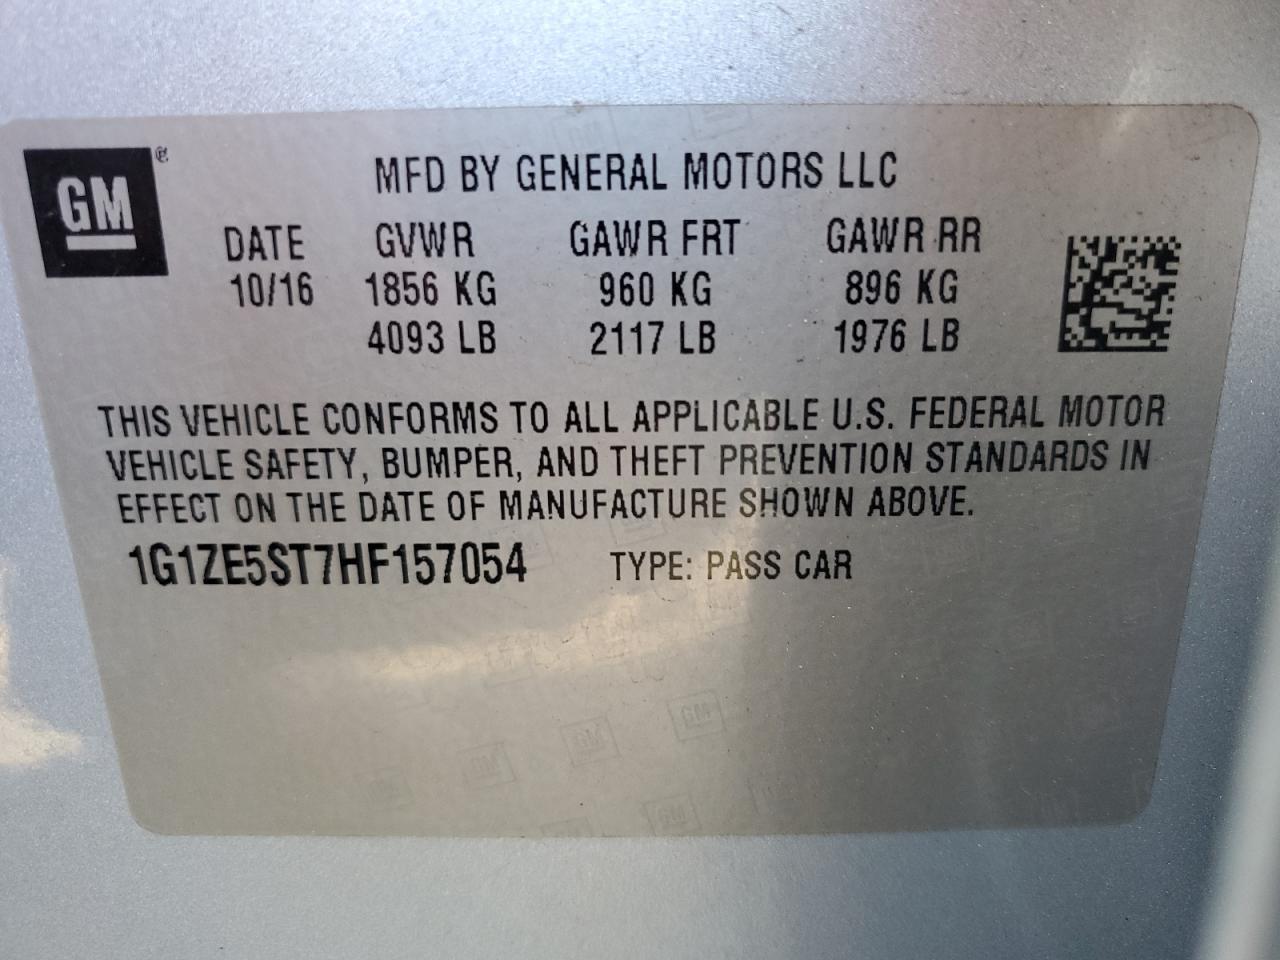 GM
MFD BY GENERAL MOTORS LLC
DATE GVWR GAWR FRT GAWR RR
10/16 1856 KG 960 KG 896 KG
4093 LB 2117 LB 1976 LB
THIS VEHICLE CONFORMS TO ALL APPLICABLE U.S. FEDERAL MOTOR
VEHICLE SAFETY, BUMPER, AND THEFT PREVENTION STANDARDS IN
EFFECT ON THE DATE OF MANUFACTURE SHOWN ABOVE.
1G1ZE5ST7HF157054 TYPE: PASS CAR